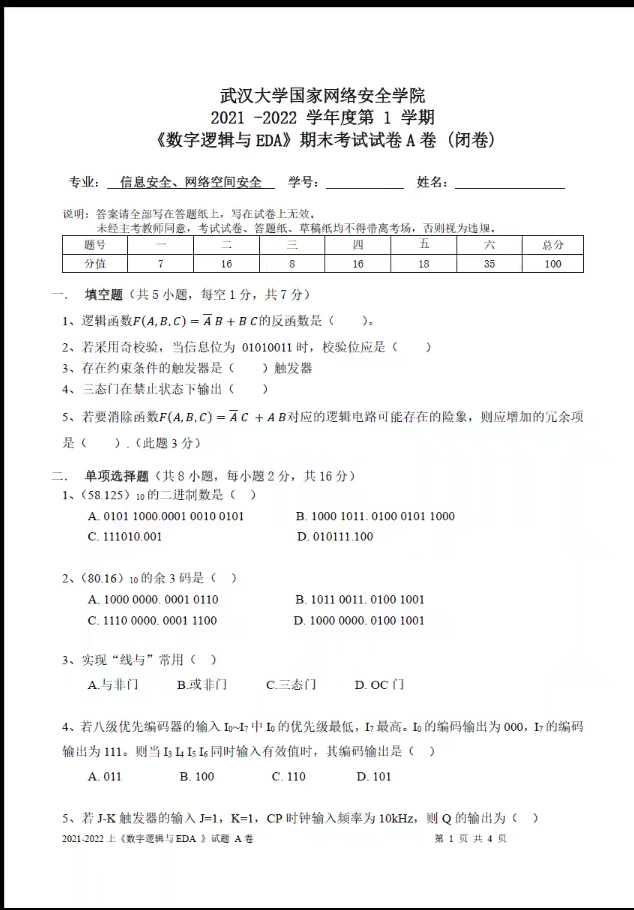 武汉大学国家网络安全学院
2021 -2022 学年度第 1 学期
《数字逻辑与 EDA》期末考试试卷 A 卷（闭卷）
专业： 信息安全、网络空间安全 学号： 姓名：
说明：答案请全部写在答题纸上，写在试卷上无效。
未经主考教师同意，考试试卷、答题纸、草稿纸均不得带离考场，否则视为违规。
题号 一 二 三 四 五 六 总分
分值 7 16 8 16 18 35 100
一． 填空题（共 5 小题，每空 1 分，共 7 分）
1、逻辑函数F(A,B,C) = A̅ B + B C的反函数是（ ）。
2、若采用奇校验，当信息位为 01010011 时，校验位应是（ ）
3、存在约束条件的触发器是（ ）触发器
4、三态门在禁止状态下输出（ ）
5、若要消除函数F(A,B,C) = A̅ C + A B对应的逻辑电路可能存在的险象，则应增加的冗余项
是（ ）.（此题 3 分）
二． 单项选择题（共 8 小题，每小题 2 分，共 16 分）
1、（58.125）₁₀的二进制数是（ ）
A. 0101 1000.0001 0010 0101 B. 1000 1011. 0100 0101 1000
C. 111010.001 D. 010111.100
2、（80.16）₁₀的余 3 码是（ ）
A. 1000 0000. 0001 0110 B. 1011 0011. 0100 1001
C. 1110 0000. 0001 1100 D. 1000 0000. 0100 1001
3、实现“线与”常用（ ）
A.与非门 B.或非门 C.三态门 D. OC 门
4、若八级优先编码器的输入 I₀~I₇ 中 I₀ 的优先级最低，I₇ 最高。I₀ 的编码输出为 000，I₇ 的编码
输出为 111。则当 I₃ I₄ I₅ I₆ 同时输入有效值时，其编码输出是（ ）
A. 011 B. 100 C. 110 D. 101
5、若 J-K 触发器的输入 J=1，K=1，CP 时钟输入频率为 10kHz，则 Q 的输出为（ ）
2021-2022 上《数字逻辑与 EDA 》试题 A 卷 第 1 页 共 4 页